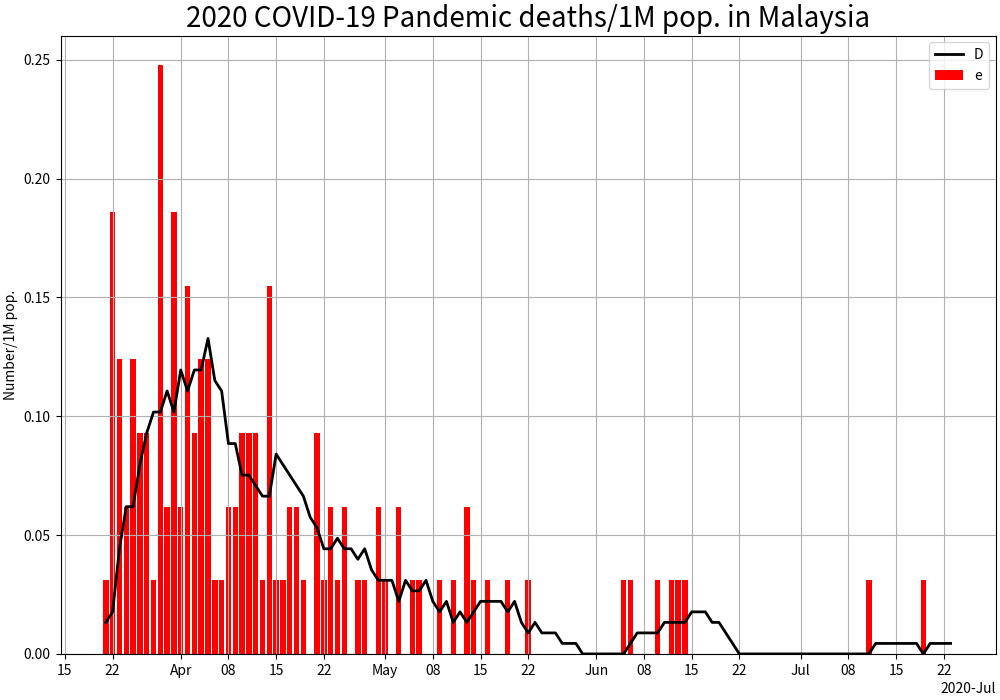 2020 COVID-19 Pandemic deaths/1M pop. in Malaysia
D
e
Number/1M pop.
0.25
0.20
0.15
0.10
0.05
0.00
15 22 Apr 08 15 22 May 08 15 22 Jun 08 15 22 Jul 08 15 22
2020-Jul